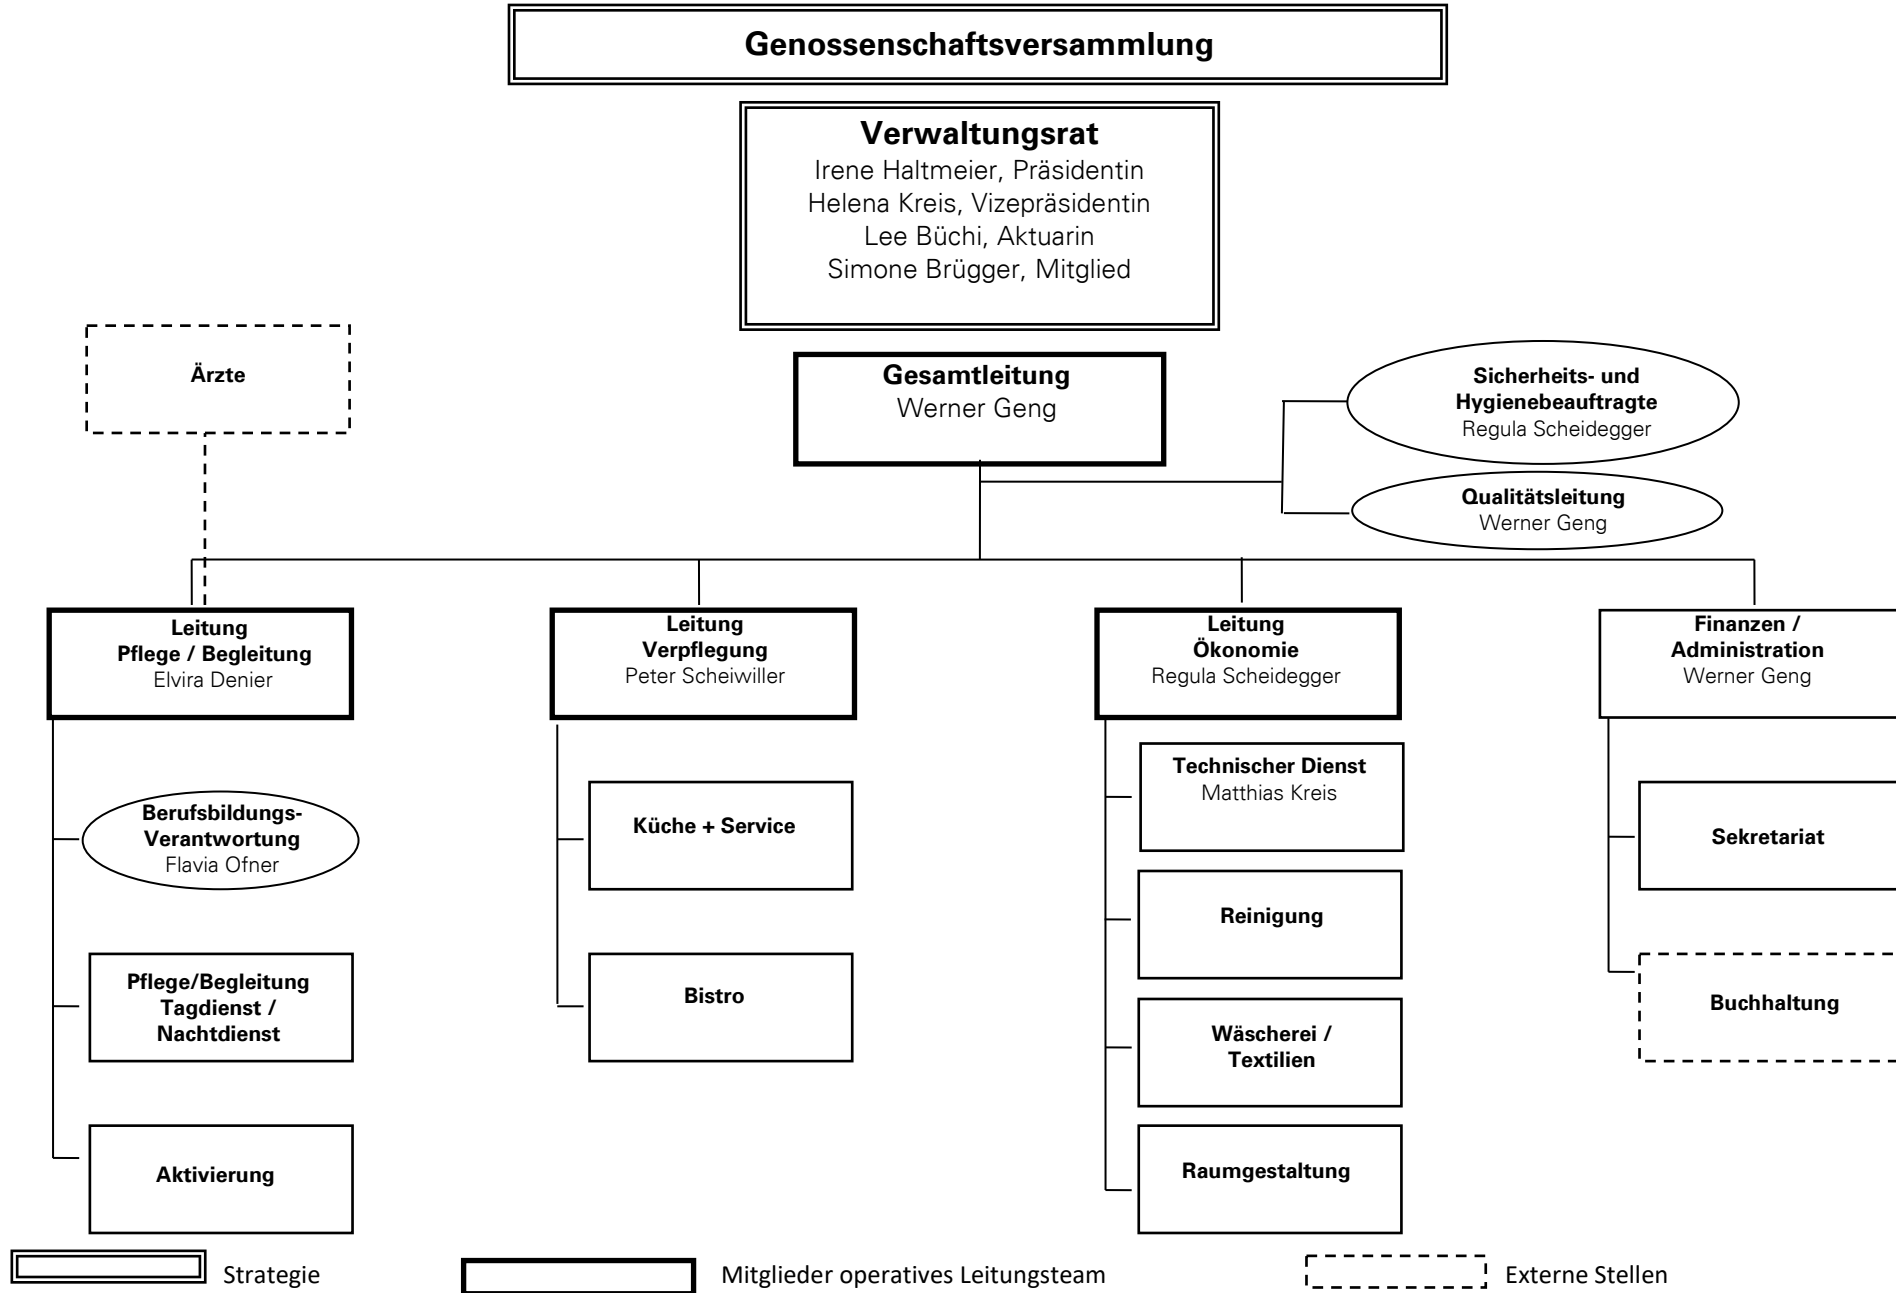 Genossenschaftsversammlung
Verwaltungsrat
Irene Haltmeier, Präsidentin
Helena Kreis, Vizepräsidentin
Lee Büchi, Aktuarin
Simone Brügger, Mitglied
Ärzte
Gesamtleitung
Werner Geng
Sicherheits- und
Hygienebeauftragte
Regula Scheidegger
Qualitätsleitung
Werner Geng
Leitung
Pflege / Begleitung
Elvira Denier
Leitung
Verpflegung
Peter Scheiwiller
Leitung
Ökonomie
Regula Scheidegger
Finanzen /
Administration
Werner Geng
Berufsbildungs-
Verantwortung
Flavia Ofner
Pflege/Begleitung
Tagdienst /
Nachtdienst
Aktivierung
Küche + Service
Bistro
Technischer Dienst
Matthias Kreis
Reinigung
Wäscherei /
Textilien
Raumgestaltung
Sekretariat
Buchhaltung
Strategie
Mitglieder operatives Leitungsteam
Externe Stellen